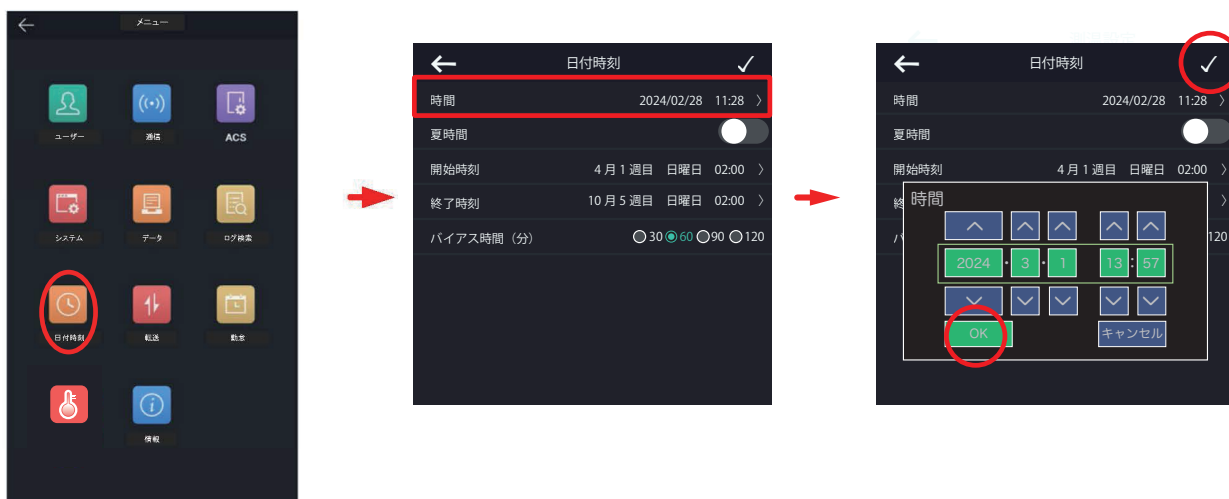 メニュー
ユーザー
通信
ACS
システム
データ
ログ検索
日付時刻
転送
勤怠
情報
日付時刻
時間 2024/02/28 11:28
夏時間
開始時刻 4月1週目 日曜日 02:00
終了時刻 10月5週目 日曜日 02:00
バイアス時間（分） 30 60 90 120
日付時刻
時間 2024/02/28 11:28
夏時間
開始時刻 4月1週目 日曜日 02:00
終
バ 120
時間
2024・3・1 13:57
OK キャンセル